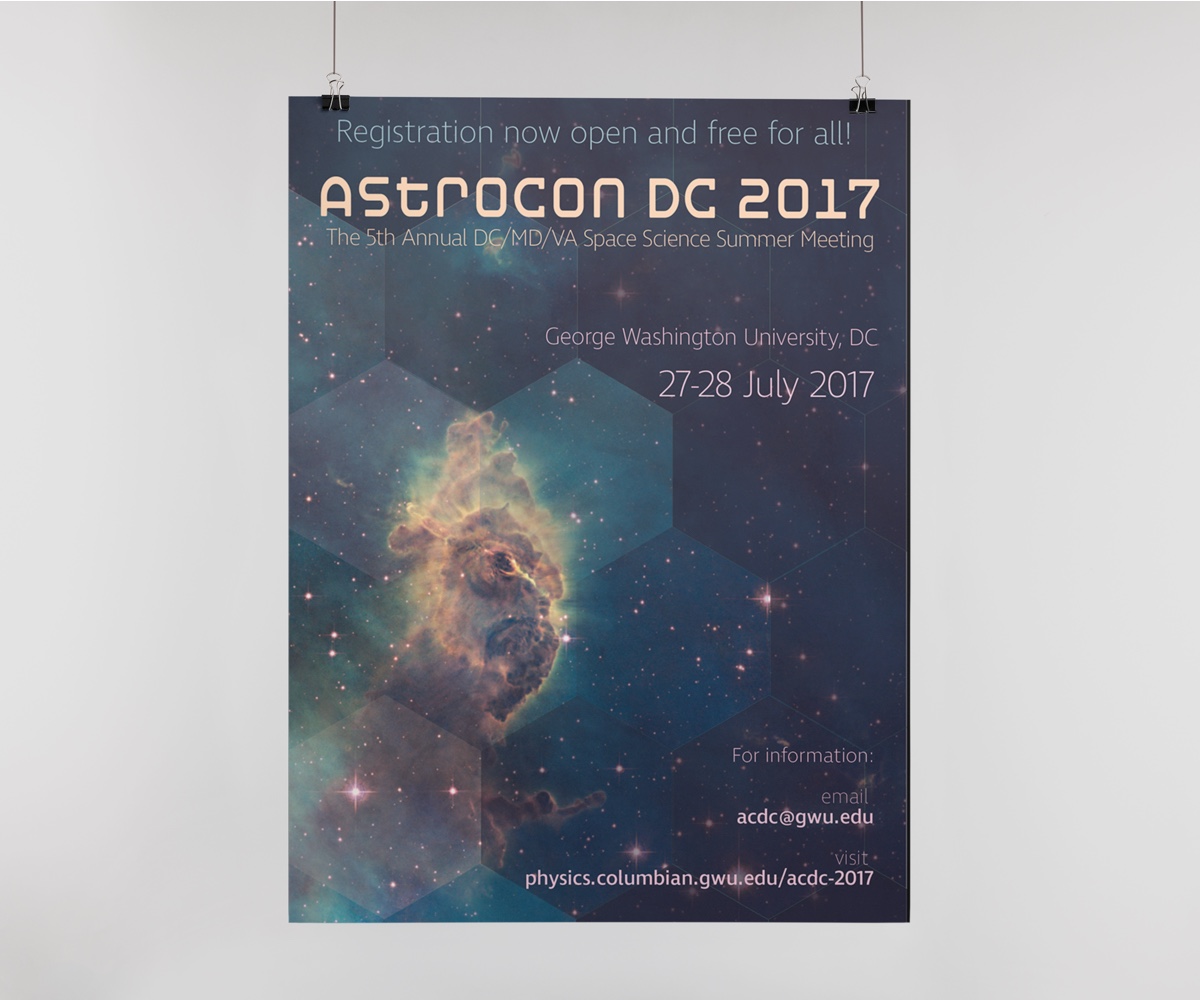 Registration now open and free for all!
AStrOCON DC 2017
The 5th Annual DC/MD/VA Space Science Summer Meeting
George Washington University, DC
27-28 July 2017
For information:
email
acdc@gwu.edu
visit
physics.columbian.gwu.edu/acdc-2017